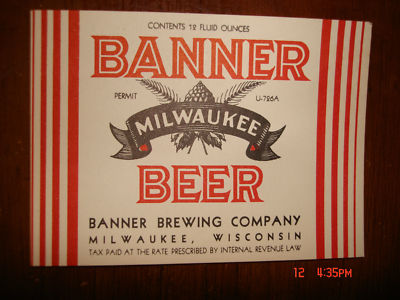 CONTENTS 12 FLUID OUNCES
BANNER
PERMIT U-726A
MILWAUKEE
BEER
BANNER BREWING COMPANY
MILWAUKEE, WISCONSIN
TAX PAID AT THE RATE PRESCRIBED BY INTERNAL REVENUE LAW
12 4:35PM